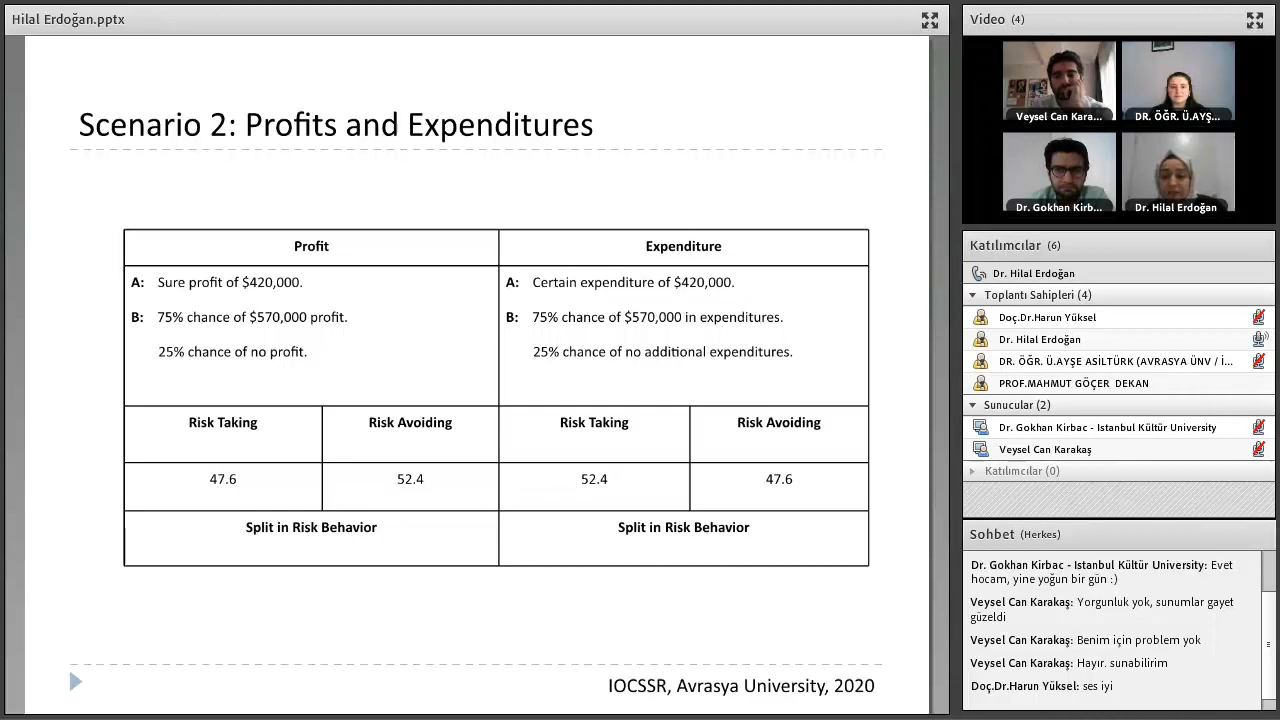 Hilal Erdoğan.pptx
Scenario 2: Profits and Expenditures
Profit
Expenditure
A: Sure profit of $420,000.
B: 75% chance of $570,000 profit.
25% chance of no profit.
A: Certain expenditure of $420,000.
B: 75% chance of $570,000 in expenditures.
25% chance of no additional expenditures.
Risk Taking
Risk Avoiding
Risk Taking
Risk Avoiding
47.6
52.4
52.4
47.6
Split in Risk Behavior
Split in Risk Behavior
IOCSSR, Avrasya University, 2020
Video (4)
Veysel Can Kara...
DR. ÖĞR. Ü.AYŞ...
Dr. Gokhan Kirb...
Dr. Hilal Erdoğan
Katılımcılar (6)
Dr. Hilal Erdoğan
Toplantı Sahipleri (4)
Doç.Dr.Harun Yüksel
Dr. Hilal Erdoğan
DR. ÖĞR. Ü.AYŞE ASİLTÜRK (AVRASYA ÜNV / İ...
PROF.MAHMUT GÖÇER DEKAN
Sunucular (2)
Dr. Gokhan Kirbac - Istanbul Kültür University
Veysel Can Karakaş
Katılımcılar (0)
Sohbet (Herkes)
Dr. Gokhan Kirbac - Istanbul Kültür University: Evet
hocam, yine yoğun bir gün :)
Veysel Can Karakaş: Yorgunluk yok, sunumlar gayet
güzeldi
Veysel Can Karakaş: Benim için problem yok
Veysel Can Karakaş: Hayır. sunabilirim
Doç.Dr.Harun Yüksel: ses iyi